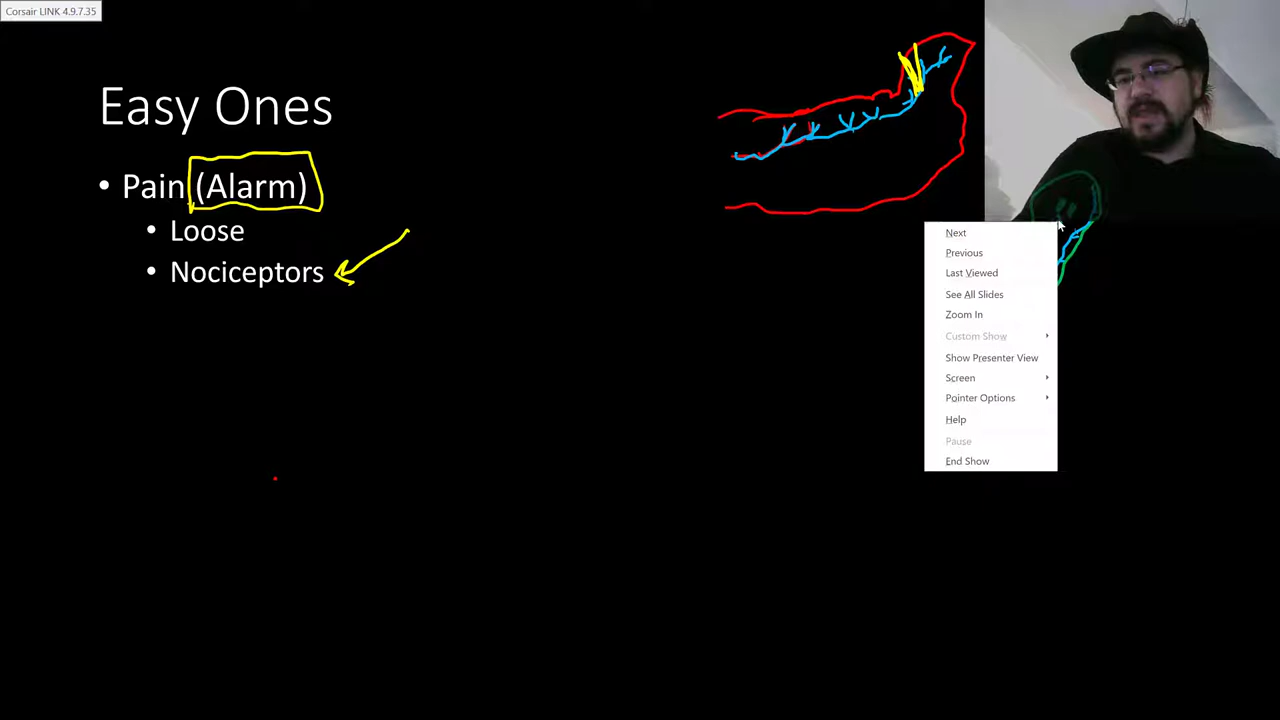 Corsair LINK 4.9.7.35
Easy Ones
• Pain (Alarm)
• Loose
• Nociceptors
Next
Previous
Last Viewed
See All Slides
Zoom In
Custom Show
Show Presenter View
Screen
Pointer Options
Help
Pause
End Show